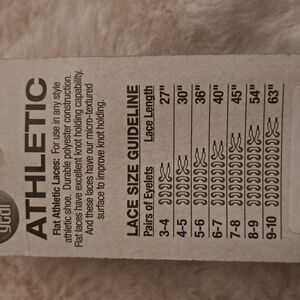 ATHLETIC
Flat Athletic Laces: For use in any style
athletic shoe. Durable polyester construction.
Flat laces have excellent knot holding capability.
And these laces have our micro-textured
surface to improve knot holding.
LACE SIZE GUIDELINE
Pairs of Eyelets Lace Length
3-4 27"
4-5 30"
5-6 36"
6-7 40"
7-8 45"
8-9 54"
9-10 63"